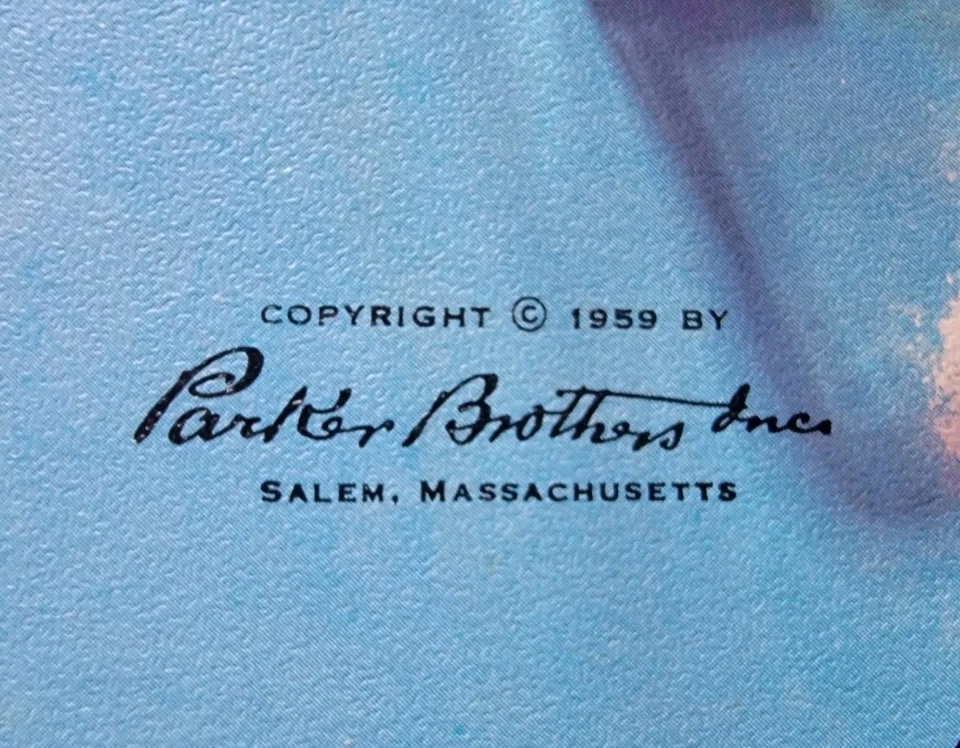 COPYRIGHT © 1959 BY
Parker Brothers Inc.
SALEM, MASSACHUSETTS